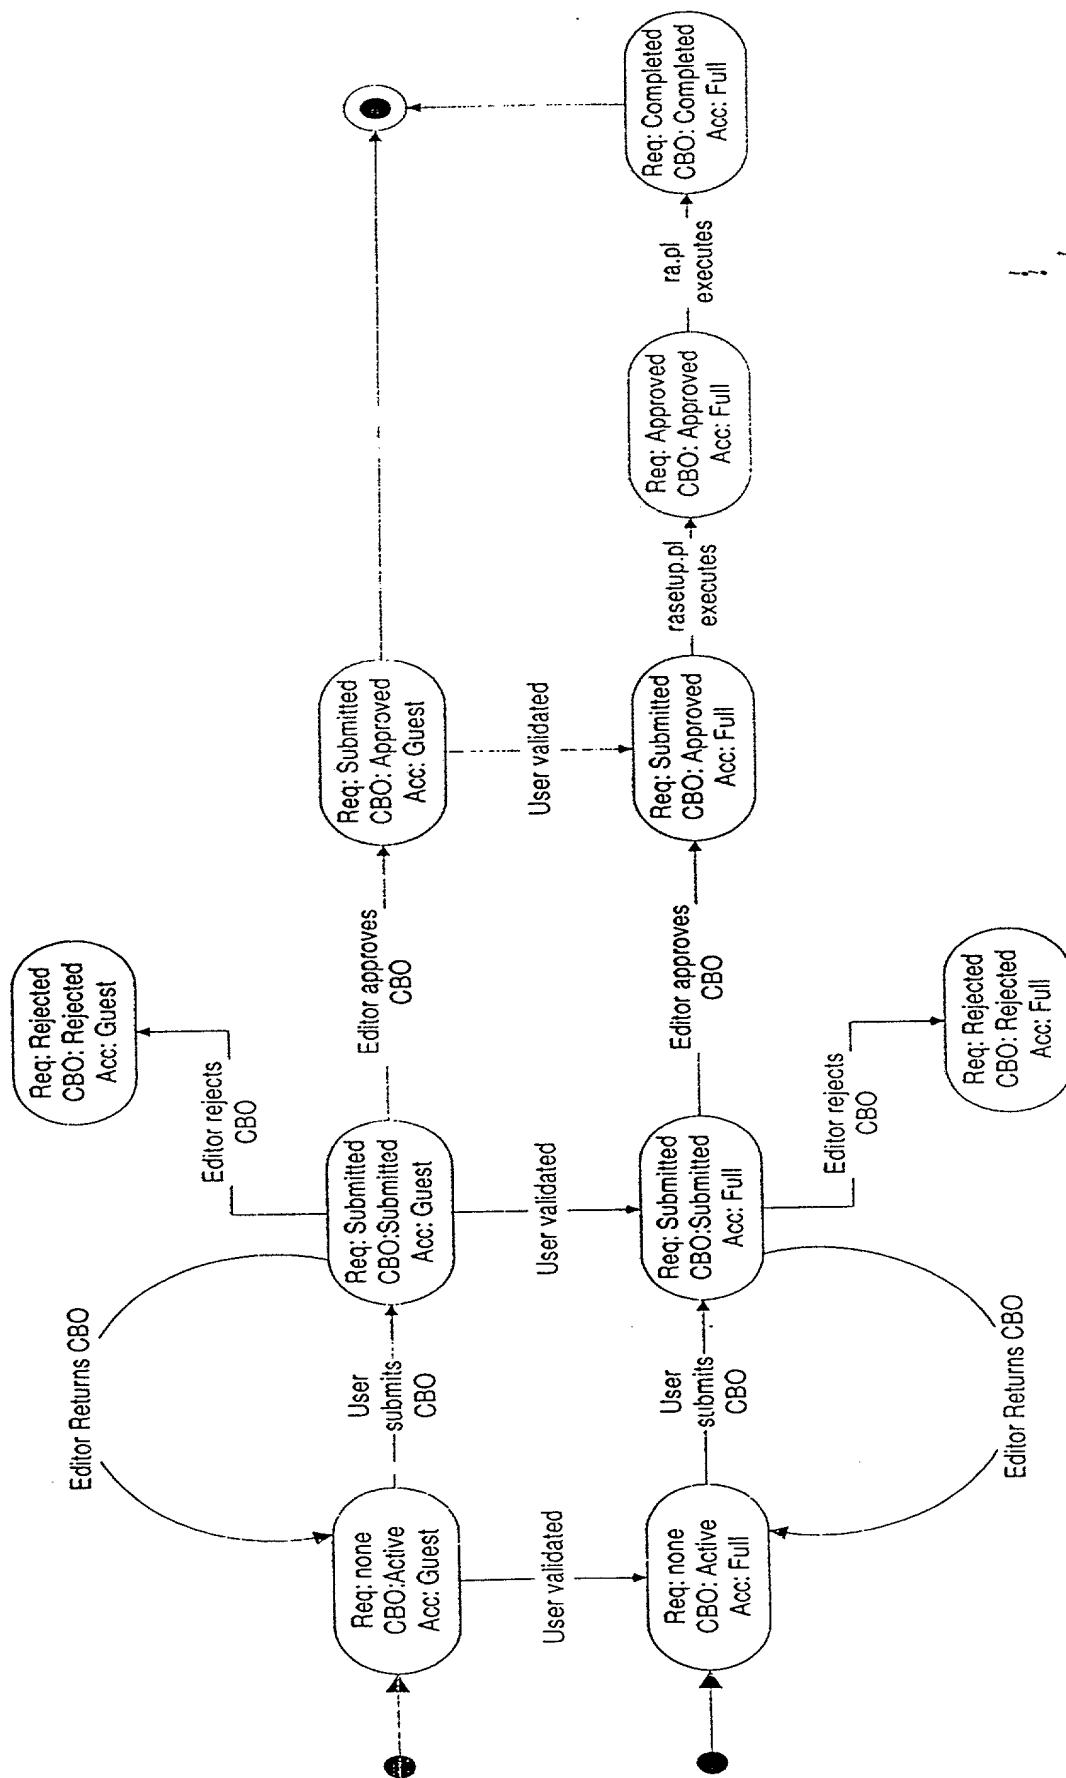 Req: Rejected
CBO: Rejected
Acc: Guest
Editor Returns CBO
Editor rejects
CBO
Req: none
CBO:Active
Acc: Guest
User
submits
CBO
Req: Submitted
CBO:Submitted
Acc: Guest
Editor approves
CBO
Req: Submitted
CBO: Approved
Acc: Guest
User validated
User validated
User validated
Req: none
CBO: Active
Acc: Full
User
submits
CBO
Req: Submitted
CBO:Submitted
Acc: Full
Editor approves
CBO
Req: Submitted
CBO: Approved
Acc: Full
rasetup.pl
executes
Req: Approved
CBO: Approved
Acc: Full
ra.pl
executes
Req: Completed
CBO: Completed
Acc: Full
Editor rejects
CBO
Editor Returns CBO
Req: Rejected
CBO: Rejected
Acc: Full